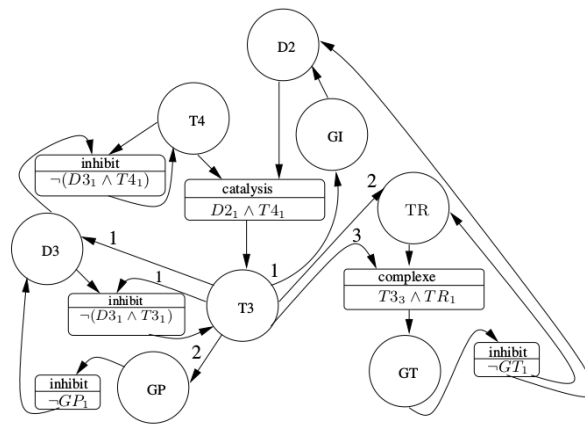 D2
T4
GI
inhibit
¬(D3₁ ∧ T4₁)
catalysis
D2₁ ∧ T4₁
2
TR
D3
1
3
1
1
complexe
T3₃ ∧ TR₁
inhibit
¬(D3₁ ∧ T31)
T3
2
GT
inhibit
¬GT₁
inhibit
¬GP₁
GP